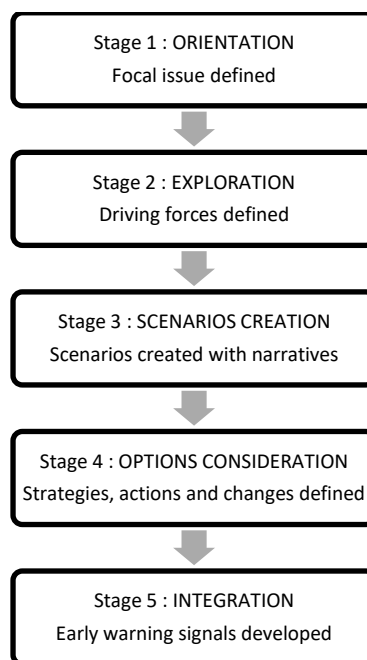 Stage 1 : ORIENTATION
Focal issue defined
Stage 2 : EXPLORATION
Driving forces defined
Stage 3 : SCENARIOS CREATION
Scenarios created with narratives
Stage 4 : OPTIONS CONSIDERATION
Strategies, actions and changes defined
Stage 5 : INTEGRATION
Early warning signals developed